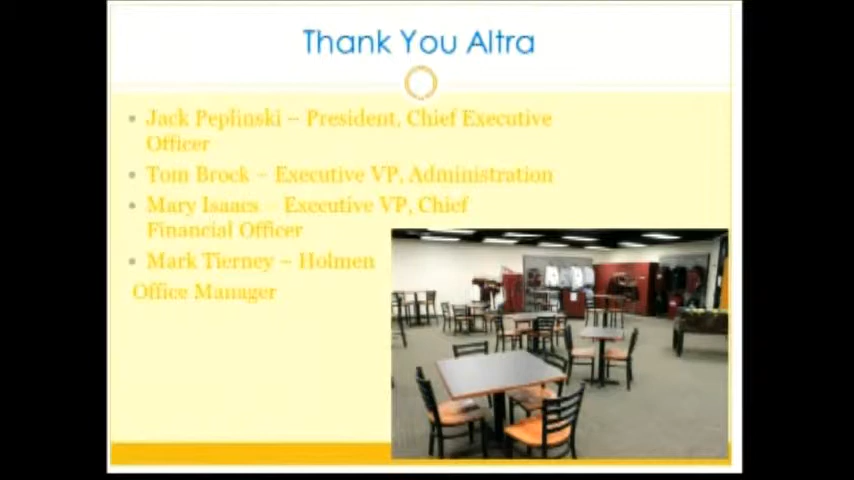 Thank You Altra
Jack Peplinski – President, Chief Executive
Officer
Tom Brock – Executive VP, Administration
Mary Isaacs – Executive VP, Chief
Financial Officer
Mark Tierney – Holmen
Office Manager